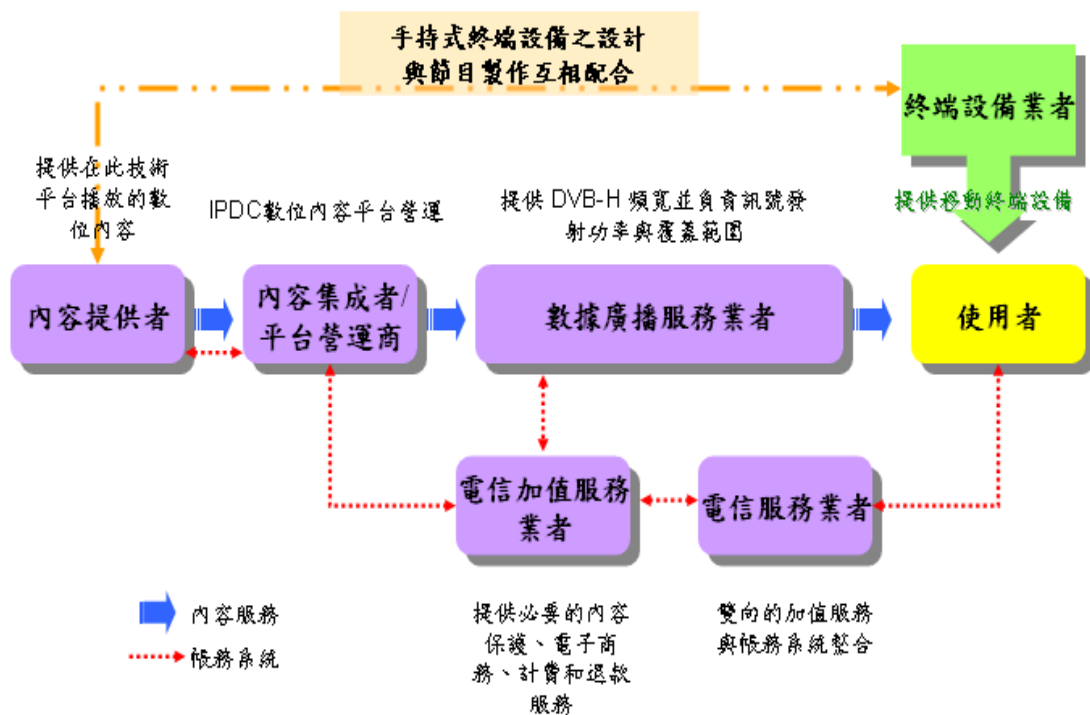 手持式終端設備之設計
與節目製作互相配合
終端設備業者
提供在此技術
平台播放的數
位內容
IPDC數位內容平台營運
提供 DVB-H 頻寬並負責訊號發
射功率與覆蓋範圍
提供移動終端設備
內容提供者
內容集成者/
平台營運商
數據廣播服務業者
使用者
電信加值服務
業者
電信服務業者
內容服務
帳務系統
提供必要的內容
保護、電子商
務、計費和退款
服務
雙向的加值服務
與帳務系統整合